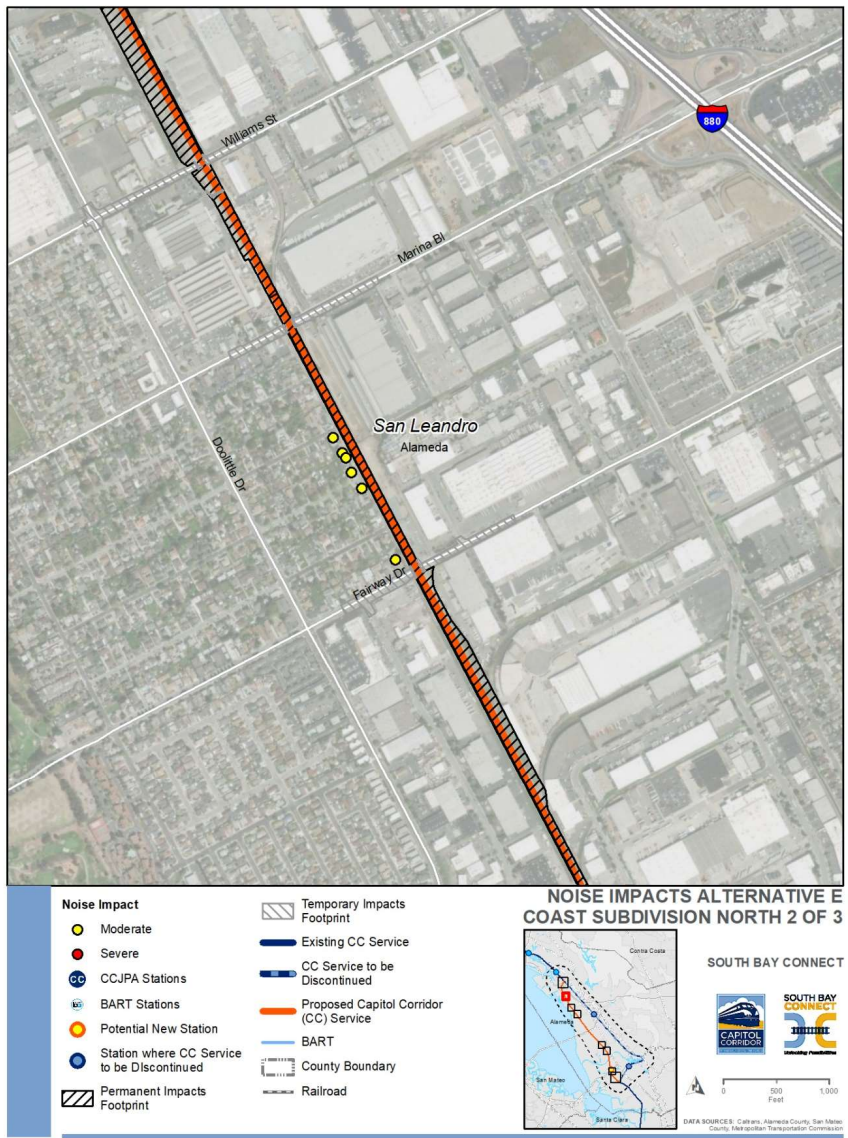 Williams St
880
Marina Bl
San Leandro
Alameda
Doolittle Dr
Fairway Dr
NOISE IMPACTS ALTERNATIVE E
COAST SUBDIVISION NORTH 2 OF 3
Noise Impact
Moderate
Severe
CC
CCJPA Stations
BART Stations
Potential New Station
Station where CC Service
to be Discontinued
Permanent Impacts
Footprint
Temporary Impacts
Footprint
Existing CC Service
CC Service to be
Discontinued
Proposed Capitol Corridor
(CC) Service
BART
County Boundary
Railroad
Contra Costa
Alameda
San Mateo
Santa Clara
SOUTH BAY CONNECT
CAPITOL
CORRIDOR
SOUTH BAY
CONNECT
Unlocking Possibilities
0 500 1,000
Feet
DATA SOURCES: Caltrans, Alameda County, San Mateo
County, Metropolitan Transportation Commission